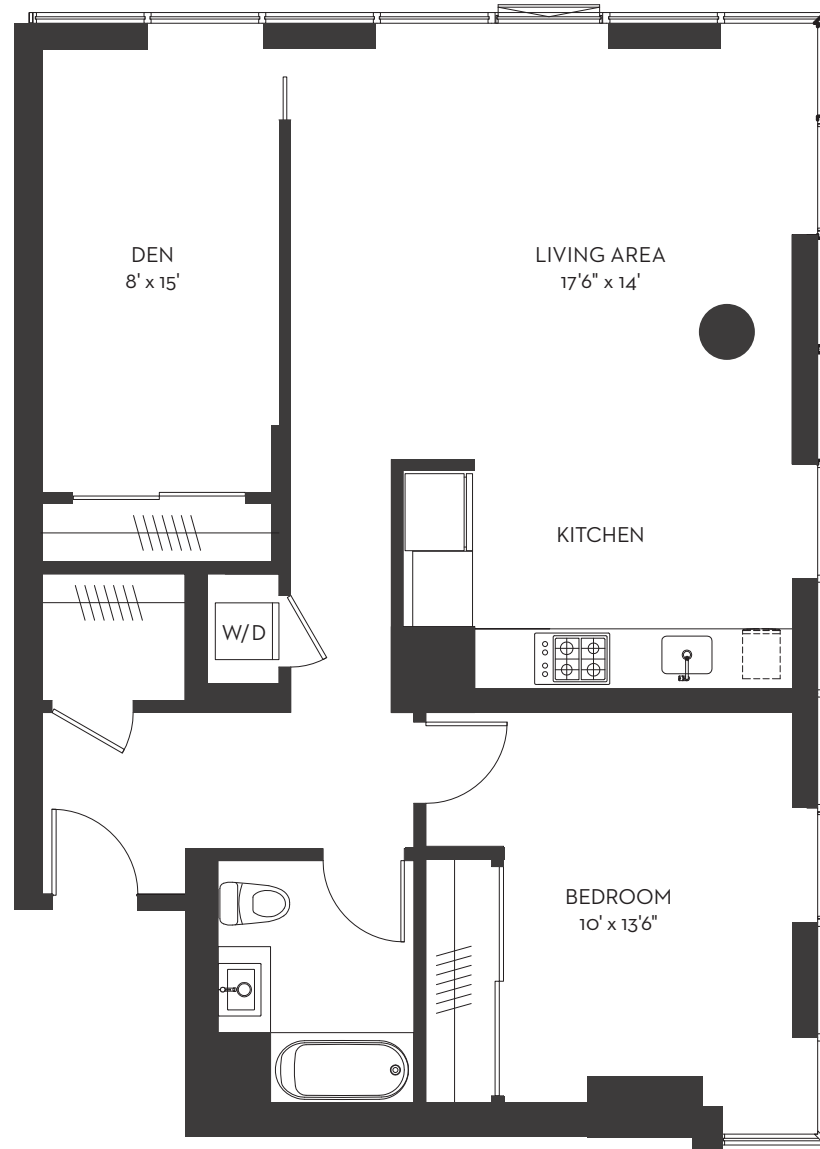 DEN
8' x 15'
LIVING AREA
17'6" x 14'
KITCHEN
W/D
BEDROOM
10' x 13'6"